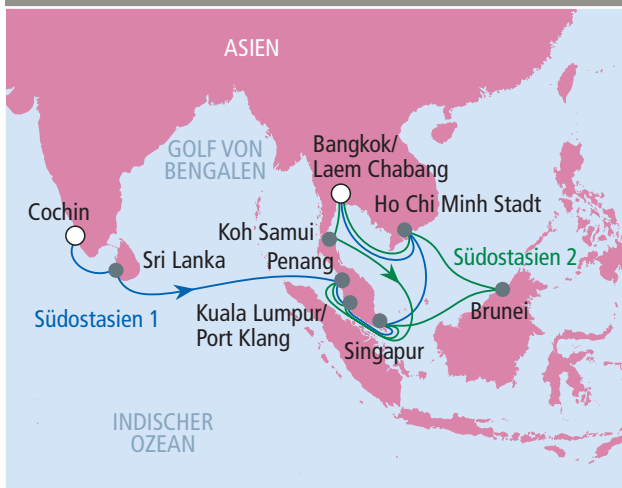 ASIEN
GOLF VON
BENGALEN
Bangkok/
Laem Chabang
Cochin
Ho Chi Minh Stadt
Koh Samui
Sri Lanka
Penang
Südostasien 2
Südostasien 1
Kuala Lumpur/
Port Klang
Brunei
Singapur
INDISCHER
OZEAN